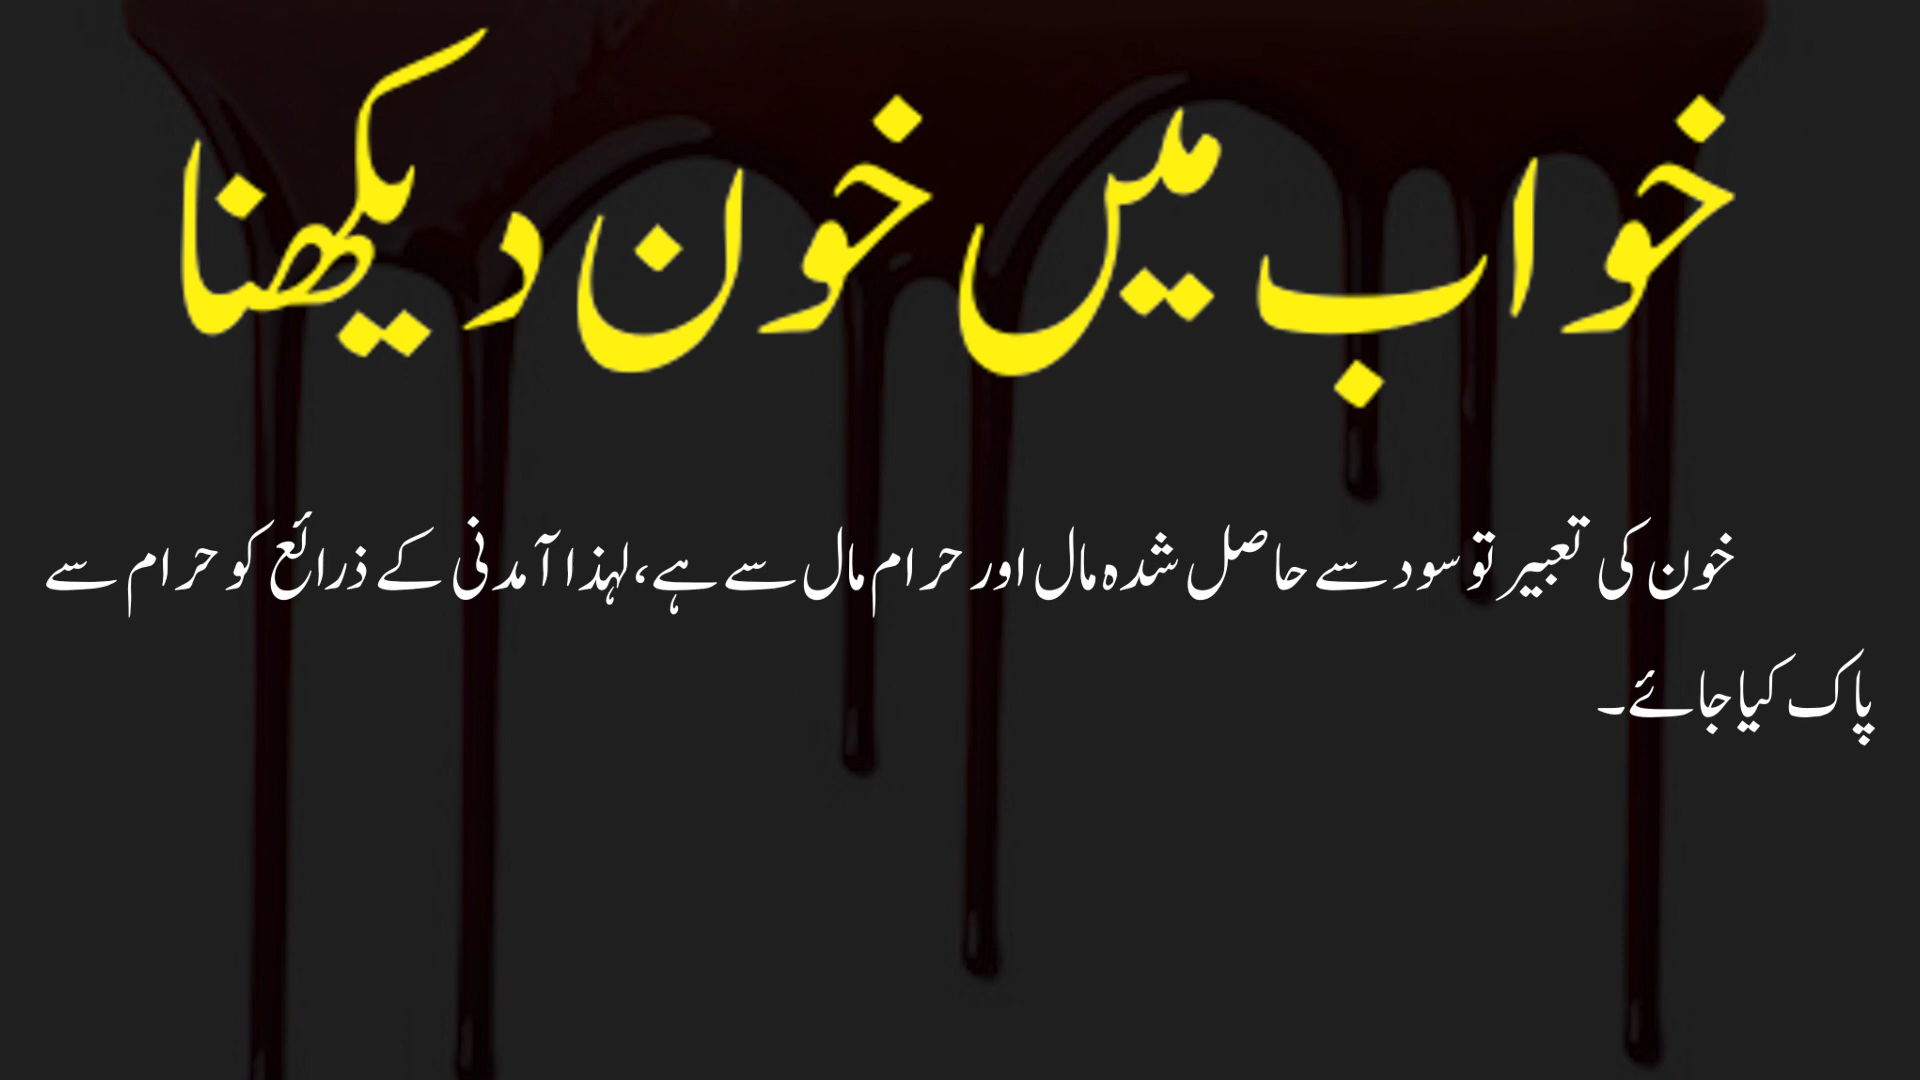 خواب میں خون دیکھنا
خون کی تعبیر تو سود سے حاصل شدہ مال اور حرام مال سے ہے، لہذا آمدنی کے ذرائع کو حرام سے
پاک کیا جائے۔